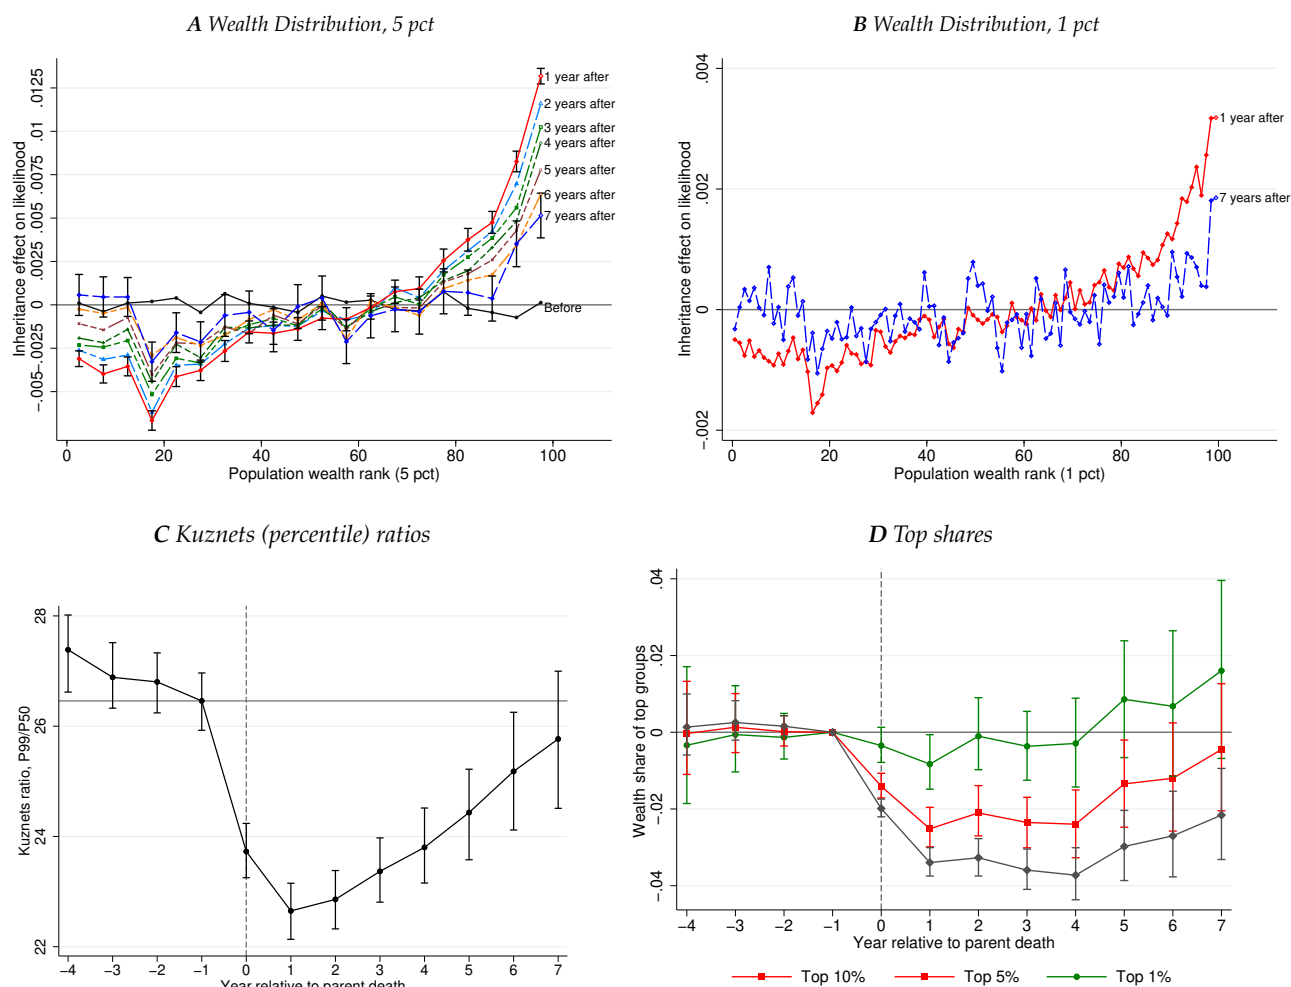 A Wealth Distribution, 5 pct
Inheritance effect on likelihood
.0125
.01
.0075
.005
.0025
0
-.0025
-.005
1 year after
2 years after
3 years after
4 years after
5 years after
6 years after
7 years after
Before
0 20 40 60 80 100
Population wealth rank (5 pct)
B Wealth Distribution, 1 pct
Inheritance effect on likelihood
.004
.002
0
-.002
1 year after
7 years after
0 20 40 60 80 100
Population wealth rank (1 pct)
C Kuznets (percentile) ratios
Kuznets ratio, P99/P50
28
26
24
22
-4 -3 -2 -1 0 1 2 3 4 5 6 7
Year relative to parent death
D Top shares
Wealth share of top groups
.04
.02
0
-.02
-.04
-4 -3 -2 -1 0 1 2 3 4 5 6 7
Year relative to parent death
Top 10% Top 5% Top 1%